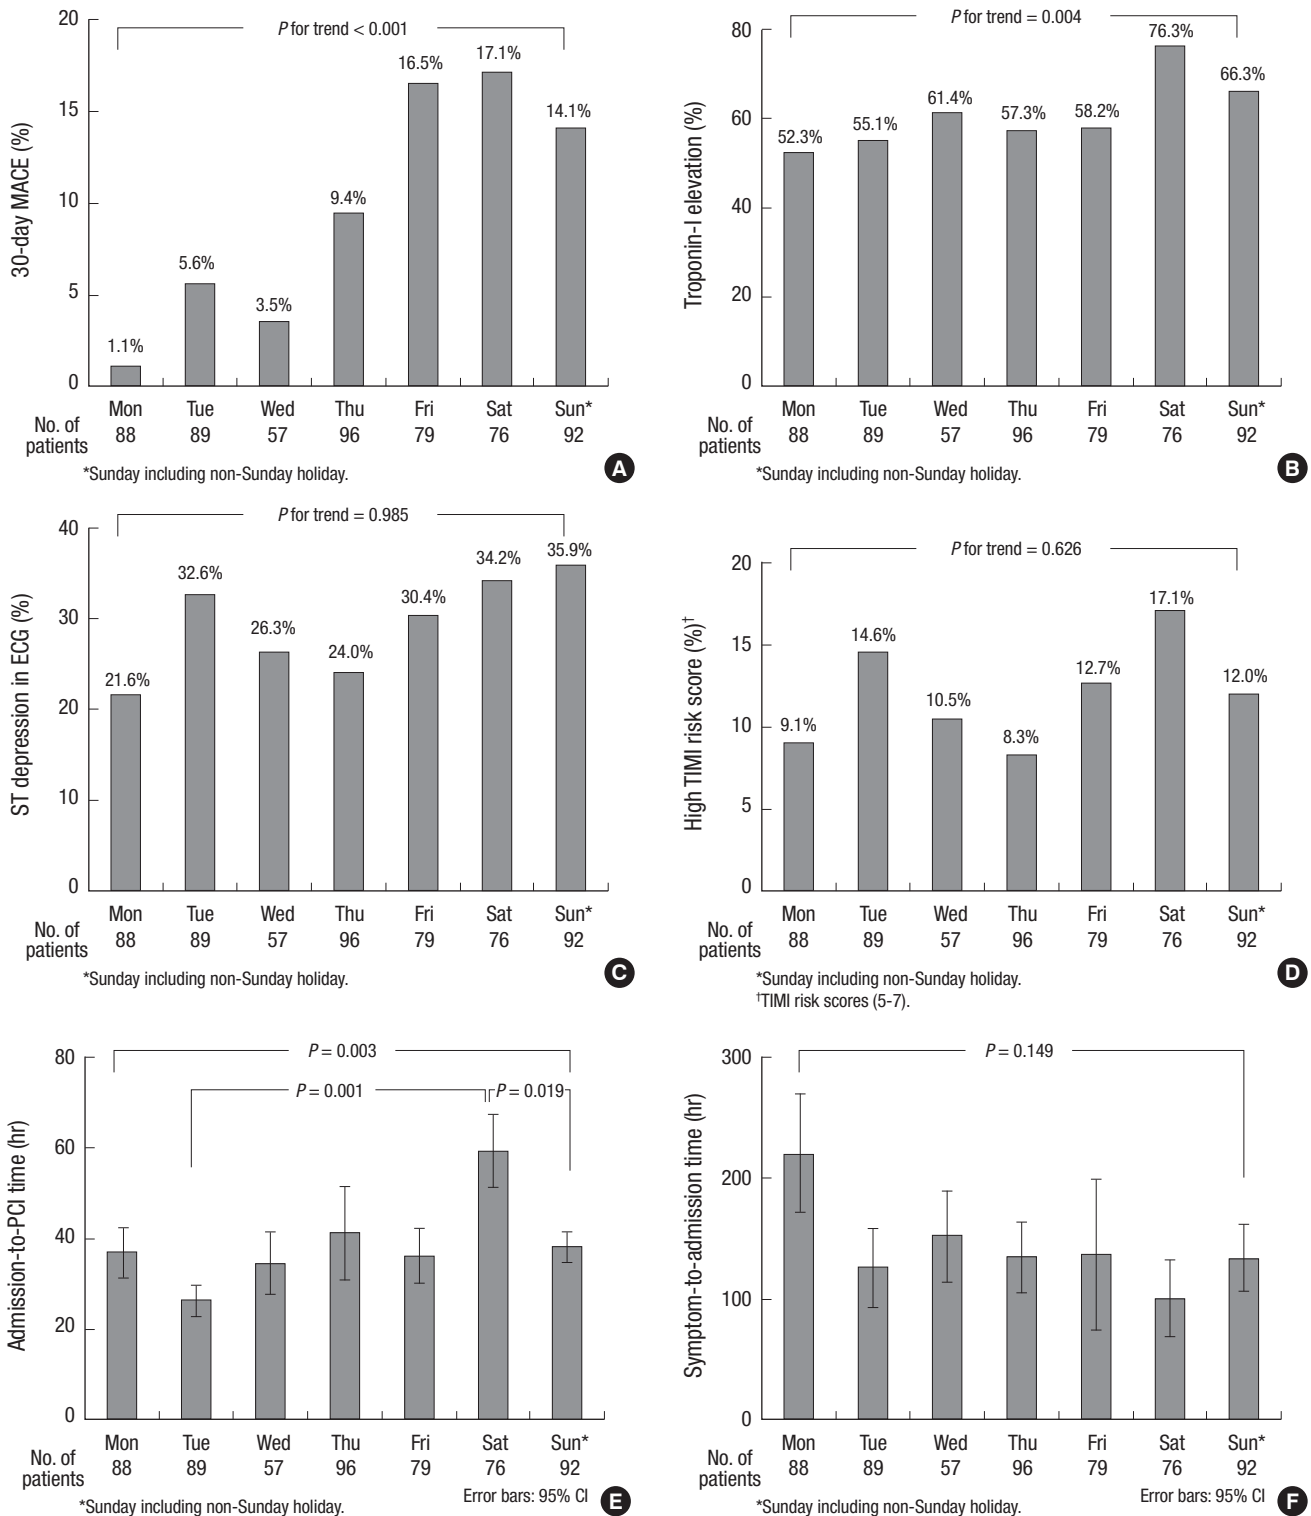 P for trend < 0.001
30-day MACE (%)
20
15
10
5
0
1.1%
5.6%
3.5%
9.4%
16.5%
17.1%
14.1%
Mon Tue Wed Thu Fri Sat Sun*
No. of patients
88 89 57 96 79 76 92
*Sunday including non-Sunday holiday.
A
P for trend = 0.004
Troponin-I elevation (%)
80
60
40
20
0
52.3%
55.1%
61.4%
57.3%
58.2%
76.3%
66.3%
Mon Tue Wed Thu Fri Sat Sun*
No. of patients
88 89 57 96 79 76 92
*Sunday including non-Sunday holiday.
B
P for trend = 0.985
ST depression in ECG (%)
40
30
20
10
0
21.6%
32.6%
26.3%
24.0%
30.4%
34.2%
35.9%
Mon Tue Wed Thu Fri Sat Sun*
No. of patients
88 89 57 96 79 76 92
*Sunday including non-Sunday holiday.
C
P for trend = 0.626
High TIMI risk score (%)†
20
15
10
5
0
9.1%
14.6%
10.5%
8.3%
12.7%
17.1%
12.0%
Mon Tue Wed Thu Fri Sat Sun*
No. of patients
88 89 57 96 79 76 92
*Sunday including non-Sunday holiday.
†TIMI risk scores (5-7).
D
P = 0.003
P = 0.001
P = 0.019
Admission-to-PCI time (hr)
80
60
40
20
0
Mon Tue Wed Thu Fri Sat Sun*
No. of patients
88 89 57 96 79 76 92
*Sunday including non-Sunday holiday.
Error bars: 95% CI
E
P = 0.149
Symptom-to-admission time (hr)
300
200
100
0
Mon Tue Wed Thu Fri Sat Sun*
No. of patients
88 89 57 96 79 76 92
*Sunday including non-Sunday holiday.
Error bars: 95% CI
F